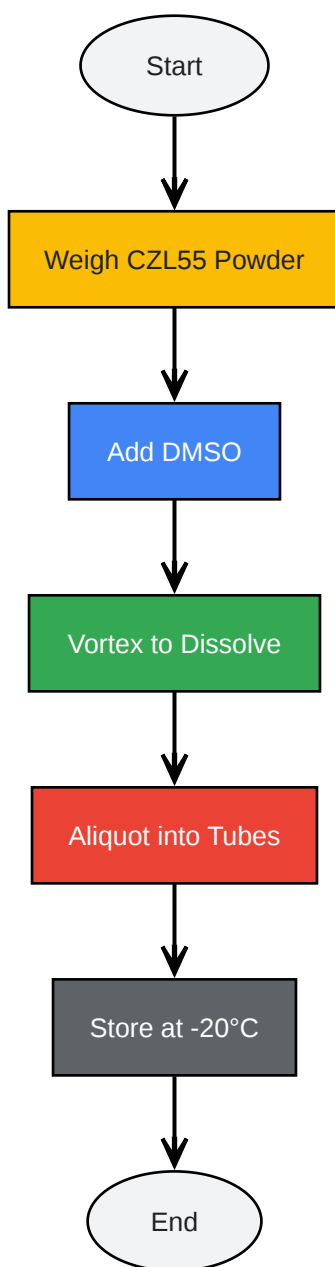 Start
Weigh CZL55 Powder
Add DMSO
Vortex to Dissolve
Aliquot into Tubes
Store at -20°C
End